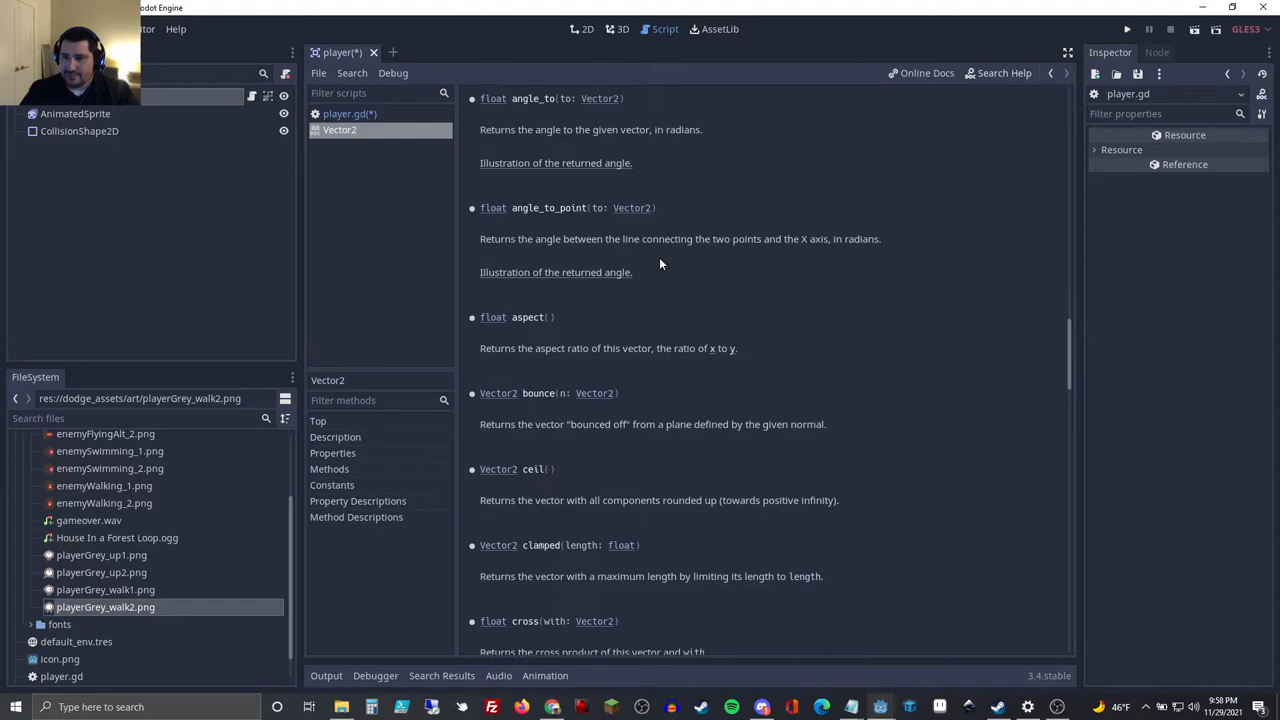 odot Engine
itor Help
2D 3D Script AssetLib
GLES3
player(*)
Inspector Node
File Search Debug
Online Docs Search Help
Filter scripts
player.gd
Filter properties
AnimatedSprite
player.gd(*)
CollisionShape2D
Vector2
Resource
Resource
Reference
float angle_to(to: Vector2)
Returns the angle to the given vector, in radians.
Illustration of the returned angle.
float angle_to_point(to: Vector2)
Returns the angle between the line connecting the two points and the X axis, in radians.
Illustration of the returned angle.
float aspect()
Returns the aspect ratio of this vector, the ratio of x to y.
Vector2 bounce(n: Vector2)
Returns the vector "bounced off" from a plane defined by the given normal.
Vector2 ceil()
Returns the vector with all components rounded up (towards positive infinity).
Vector2 clamped(length: float)
Returns the vector with a maximum length by limiting its length to length.
float cross(with: Vector2)
Returns the cross product of this vector and with.
Vector2
Filter methods
Top
Description
Properties
Methods
Constants
Property Descriptions
Method Descriptions
FileSystem
res://dodge_assets/art/playerGrey_walk2.png
Search files
enemyFlyingAlt_2.png
enemySwimming_1.png
enemySwimming_2.png
enemyWalking_1.png
enemyWalking_2.png
gameover.wav
House In a Forest Loop.ogg
playerGrey_up1.png
playerGrey_up2.png
playerGrey_walk1.png
playerGrey_walk2.png
fonts
default_env.tres
icon.png
player.gd
Output Debugger Search Results Audio Animation
3.4.stable
Type here to search
46°F
9:58 PM
11/29/2021